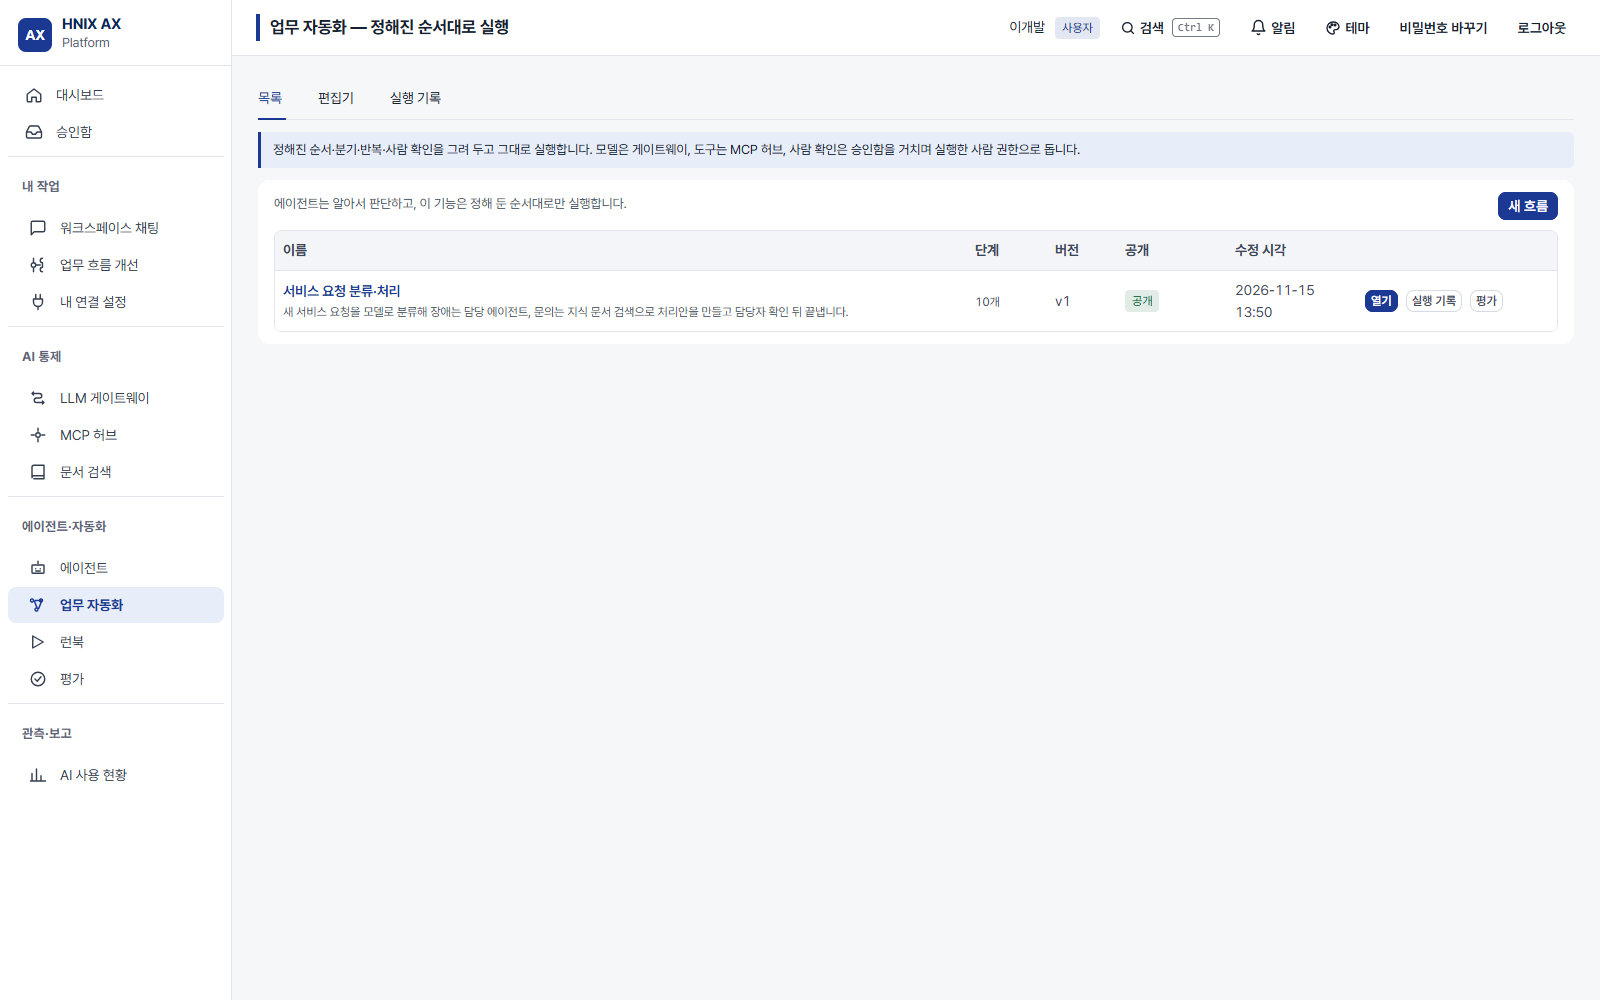 AX
HNIX AX
Platform
대시보드
승인함
내 작업
워크스페이스 채팅
업무 흐름 개선
내 연결 설정
AI 통제
LLM 게이트웨이
MCP 허브
문서 검색
에이전트·자동화
에이전트
업무 자동화
런북
평가
관측·보고
AI 사용 현황
업무 자동화 — 정해진 순서대로 실행
이개발 사용자 검색 Ctrl K 알림 테마 비밀번호 바꾸기 로그아웃
목록 편집기 실행 기록
정해진 순서·분기·반복·사람 확인을 그려 두고 그대로 실행합니다. 모델은 게이트웨이, 도구는 MCP 허브, 사람 확인은 승인함을 거치며 실행한 사람 권한으로 돕니다.
에이전트는 알아서 판단하고, 이 기능은 정해 둔 순서대로만 실행합니다.
새 흐름
이름 단계 버전 공개 수정 시각
서비스 요청 분류·처리
새 서비스 요청을 모델로 분류해 장애는 담당 에이전트, 문의는 지식 문서 검색으로 처리안을 만들고 담당자 확인 뒤 끝냅니다.
10개 v1 공개
2026-11-15
13:50
열기 실행 기록 평가